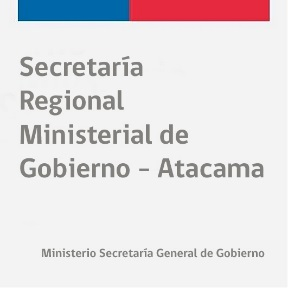 Secretaría
Regional
Ministerial de
Gobierno - Atacama
Ministerio Secretaría General de Gobierno